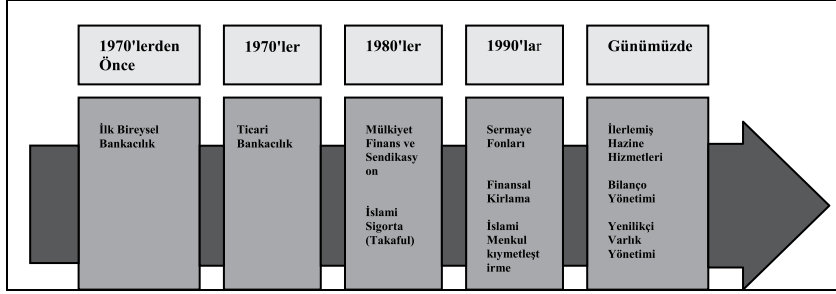 1970'lerden
Önce
1970'ler
1980'ler
1990'lar
Günümüzde
İlk Bireysel
Bankacılık
Ticari
Bankacılık
Mülkiyet
Finans ve
Sendikasy
on
İslami
Sigorta
(Takaful)
Sermaye
Fonları
Finansal
Kirlama
İslami
Menkul
kıymetleşt
irme
İlerlemiş
Hazine
Hizmetleri
Bilanço
Yönetimi
Yenilikçi
Varlık
Yönetimi